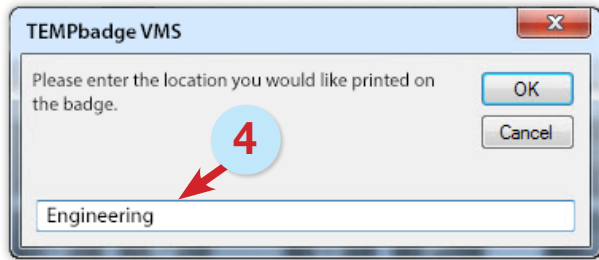 TEMPbadge VMS
Please enter the location you would like printed on
the badge.
OK
Cancel
4
Engineering